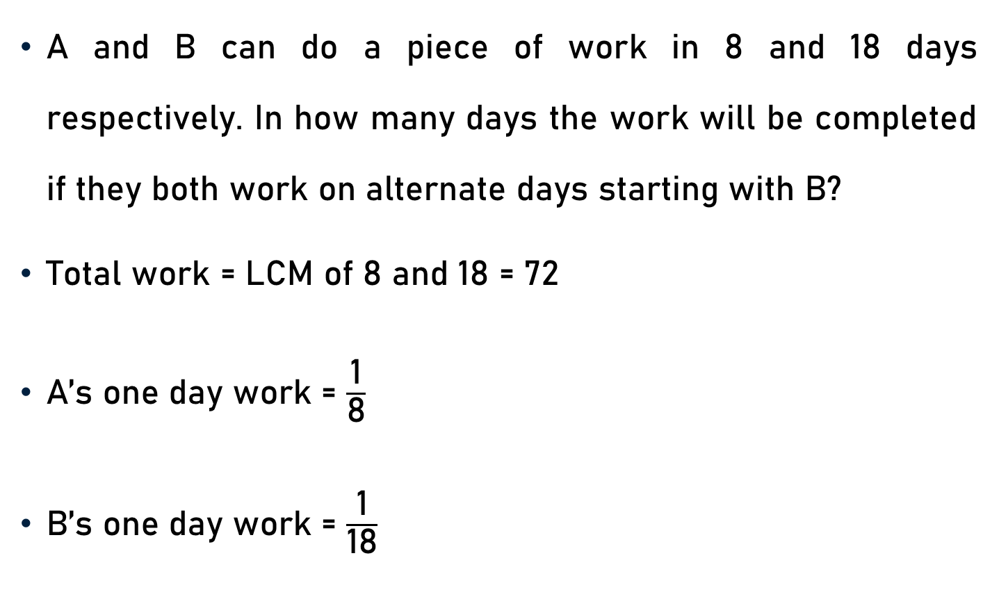 • A and B can do a piece of work in 8 and 18 days
respectively. In how many days the work will be completed
if they both work on alternate days starting with B?
• Total work = LCM of 8 and 18 = 72
• A’s one day work = 1/8
• B’s one day work = 1/18